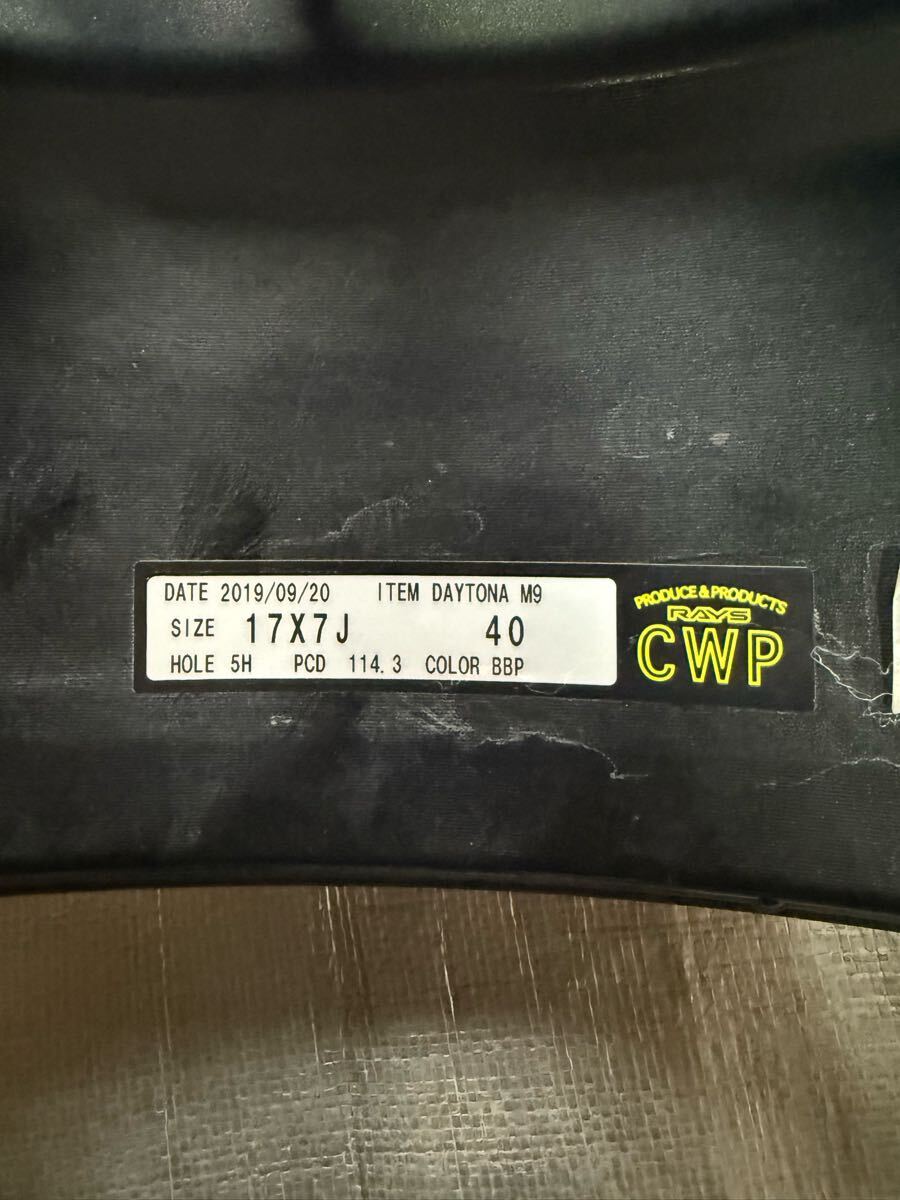 DATE 2019/09/20 ITEM DAYTONA M9
SIZE 17X7J 40
HOLE 5H PCD 114.3 COLOR BBP
PRODUCE & PRODUCTS
RAYS
CWP